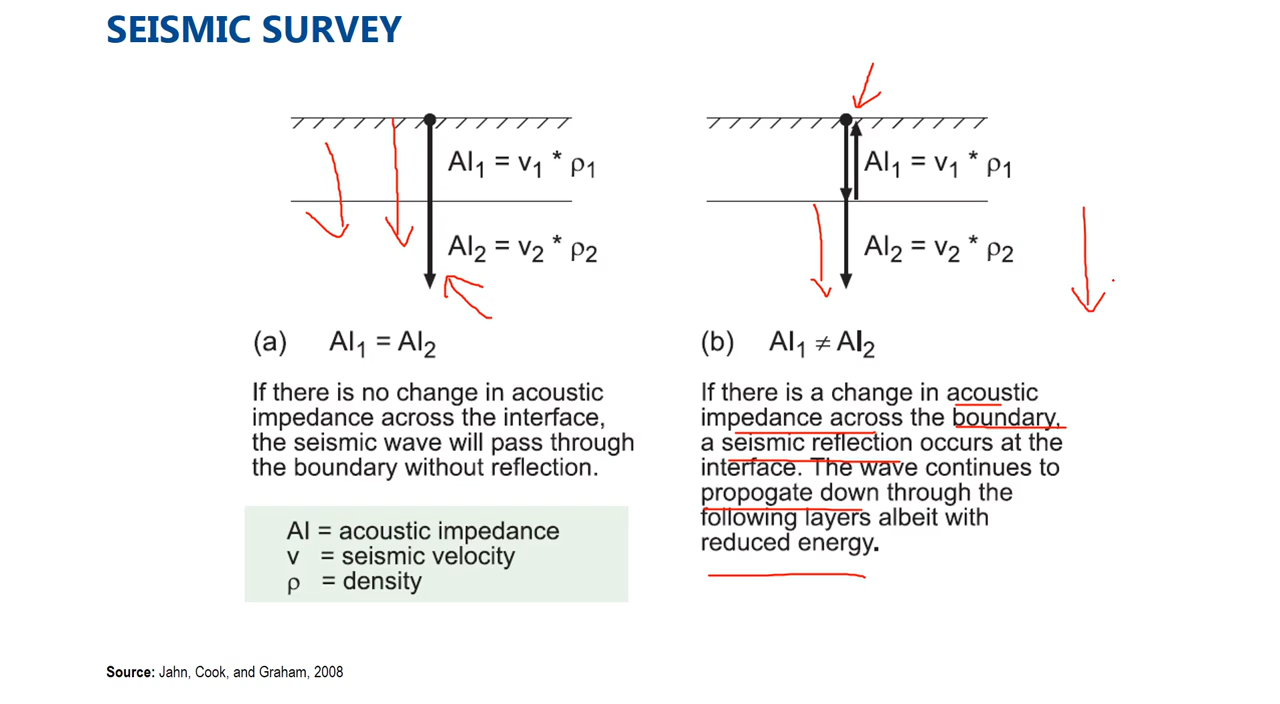 SEISMIC SURVEY
AI₁ = v₁ * ρ₁
AI₂ = v₂ * ρ₂
(a) AI₁ = AI₂
If there is no change in acoustic
impedance across the interface,
the seismic wave will pass through
the boundary without reflection.
AI = acoustic impedance
v = seismic velocity
ρ = density
AI₁ = v₁ * ρ₁
AI₂ = v₂ * ρ₂
(b) AI₁ ≠ AI₂
If there is a change in acoustic
impedance across the boundary,
a seismic reflection occurs at the
interface. The wave continues to
propogate down through the
following layers albeit with
reduced energy.
Source: Jahn, Cook, and Graham, 2008